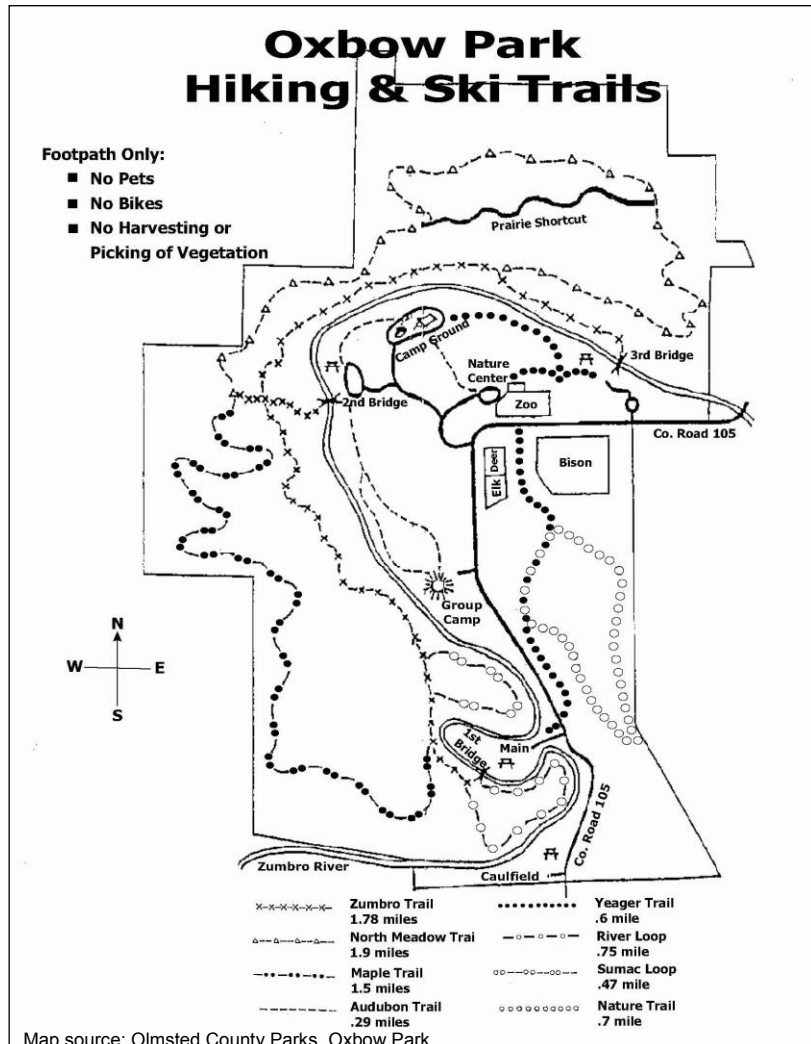 Oxbow Park
Hiking & Ski Trails
Footpath Only:
■ No Pets
■ No Bikes
■ No Harvesting or
Picking of Vegetation
Prairie Shortcut
Camp Ground
Nature
Center
3rd Bridge
Zoo
2nd Bridge
Co. Road 105
Deer
Elk
Bison
Group
Camp
N
W E
S
1st
Bridge
Main
Co. Road 105
Zumbro River
Caulfield
Zumbro Trail
1.78 miles
North Meadow Trai
1.9 miles
Maple Trail
1.5 miles
Audubon Trail
.29 miles
Yeager Trail
.6 mile
River Loop
.75 mile
Sumac Loop
.47 mile
Nature Trail
.7 mile
Map source: Olmsted County Parks, Oxbow Park